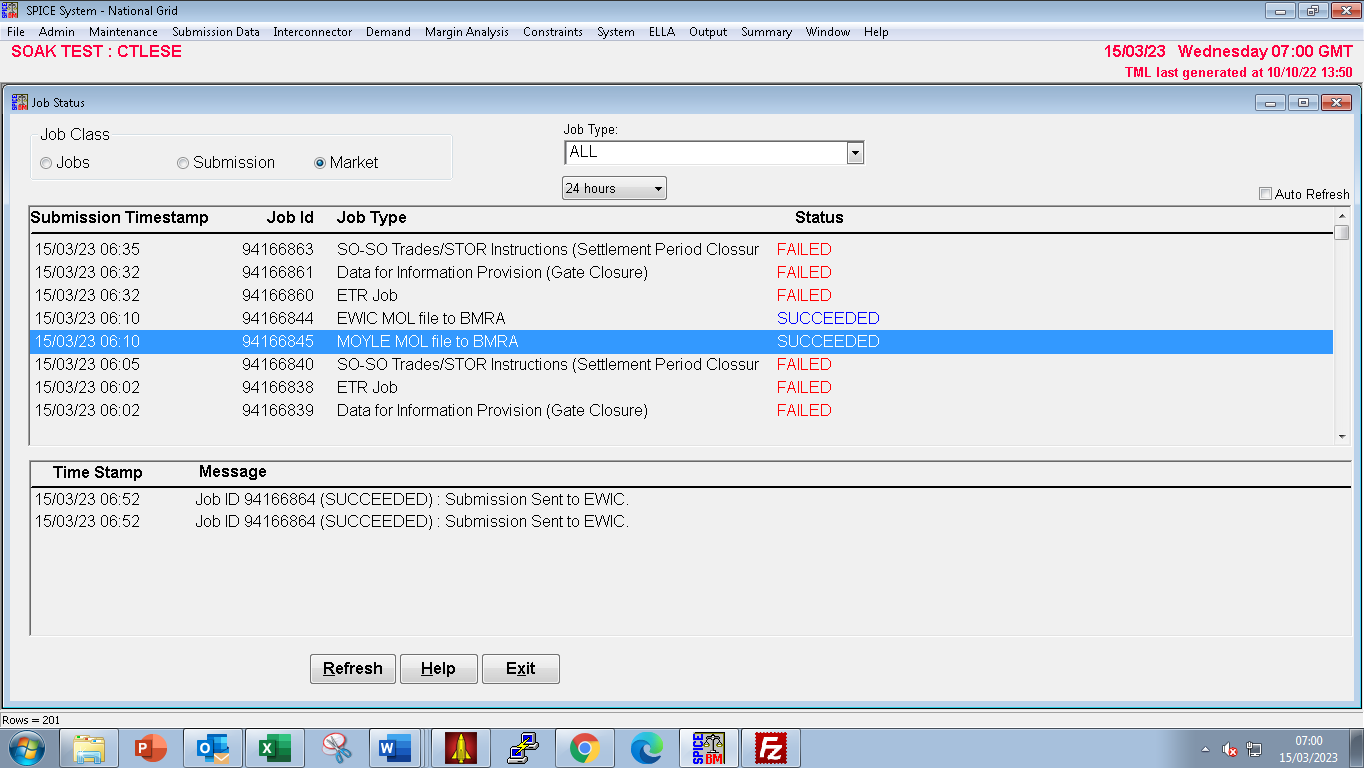 SPICE System - National Grid
File Admin Maintenance Submission Data Interconnector Demand Margin Analysis Constraints System ELLA Output Summary Window Help
SOAK TEST : CTLESE 15/03/23 Wednesday 07:00 GMT
TML last generated at 10/10/22 13:50
Job Status
Job Class Job Type:
Jobs Submission Market ALL
24 hours
Auto Refresh
Submission Timestamp Job Id Job Type Status
15/03/23 06:35 94166863 SO-SO Trades/STOR Instructions (Settlement Period Clossur FAILED
15/03/23 06:32 94166861 Data for Information Provision (Gate Closure) FAILED
15/03/23 06:32 94166860 ETR Job FAILED
15/03/23 06:10 94166844 EWIC MOL file to BMRA SUCCEEDED
15/03/23 06:10 94166845 MOYLE MOL file to BMRA SUCCEEDED
15/03/23 06:05 94166840 SO-SO Trades/STOR Instructions (Settlement Period Clossur FAILED
15/03/23 06:02 94166838 ETR Job FAILED
15/03/23 06:02 94166839 Data for Information Provision (Gate Closure) FAILED
Time Stamp Message
15/03/23 06:52 Job ID 94166864 (SUCCEEDED) : Submission Sent to EWIC.
15/03/23 06:52 Job ID 94166864 (SUCCEEDED) : Submission Sent to EWIC.
Refresh Help Exit
Rows = 201
07:00
15/03/2023